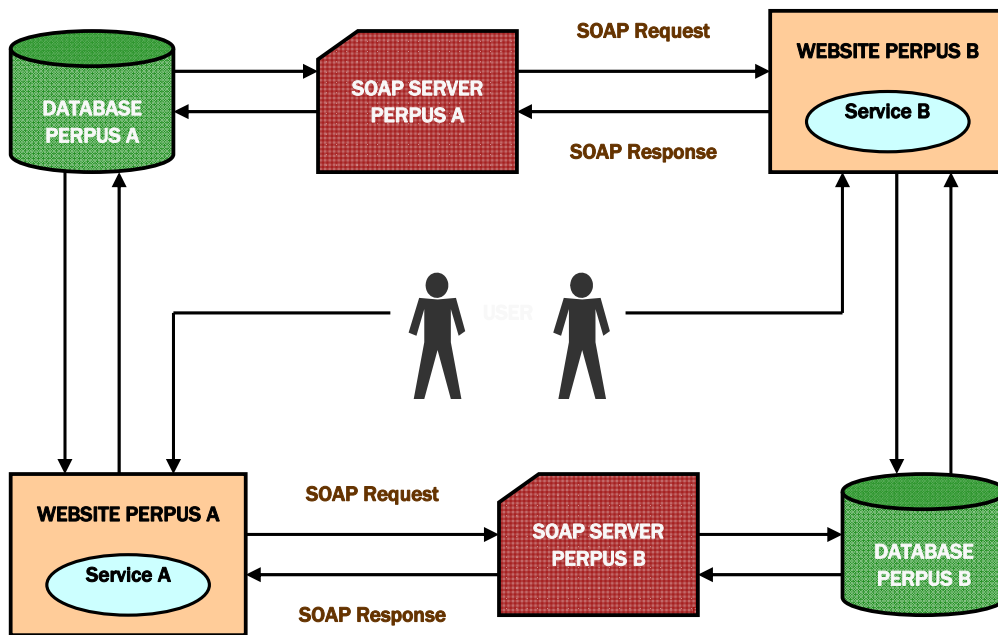 SOAP Request
WEBSITE PERPUS B
SOAP SERVER
PERPUS A
DATABASE
PERPUS A
Service B
SOAP Response
USER
SOAP Request
WEBSITE PERPUS A
SOAP SERVER
PERPUS B
DATABASE
PERPUS B
Service A
SOAP Response